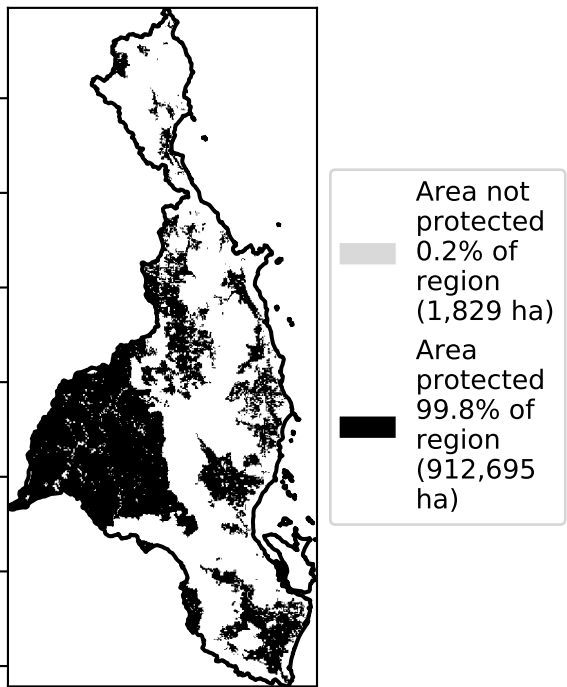 Area not
protected
0.2% of
region
(1,829 ha)
Area
protected
99.8% of
region
(912,695
ha)